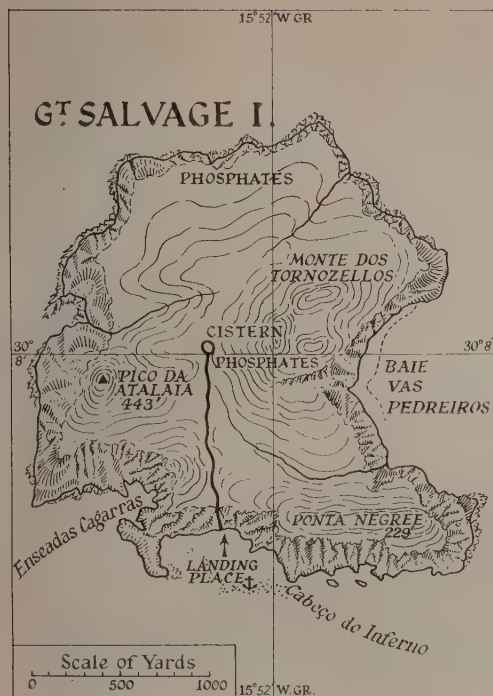 15°52' W GR
GT SALVAGE I.
PHOSPHATES
MONTE DOS
TORNOZELLOS
CISTERN
30°
8'
PHOSPHATES
30°8'
PICO DA
ATALAIA
443'
BAIE
VAS
PEDREIROS
Enseadas Cagarras
PONTA NEGREE
229
LANDING
PLACE
Cabeço do Inferno
Scale of Yards
0 400 1000
15°52' W. GR.